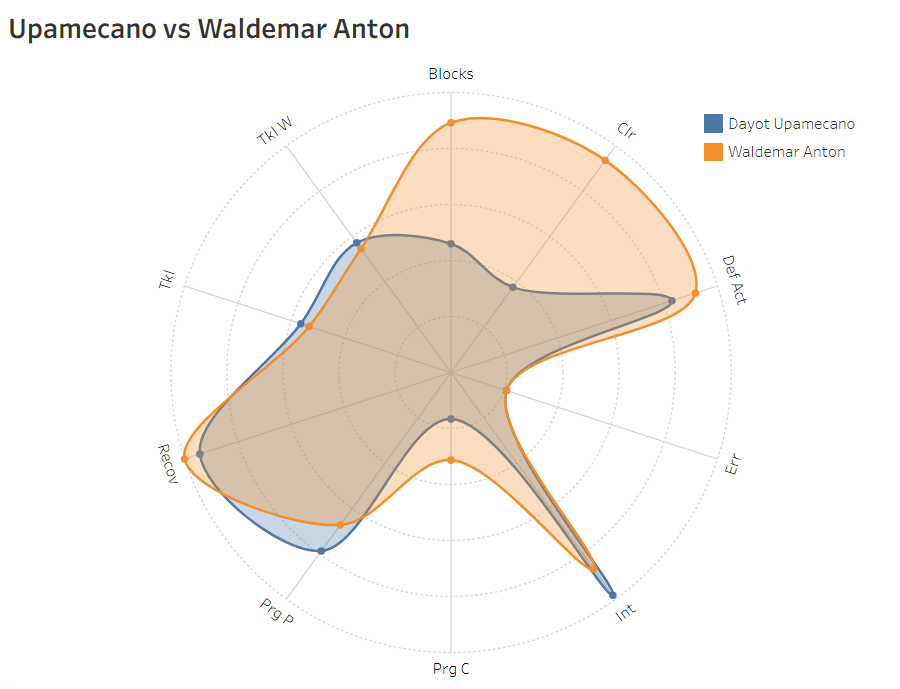 Upamecano vs Waldemar Anton
Blocks
Tkl W
Clr
Dayot Upamecano
Waldemar Anton
Tkl
Def Act
Recov
Err
Prg P
Int
Prg C